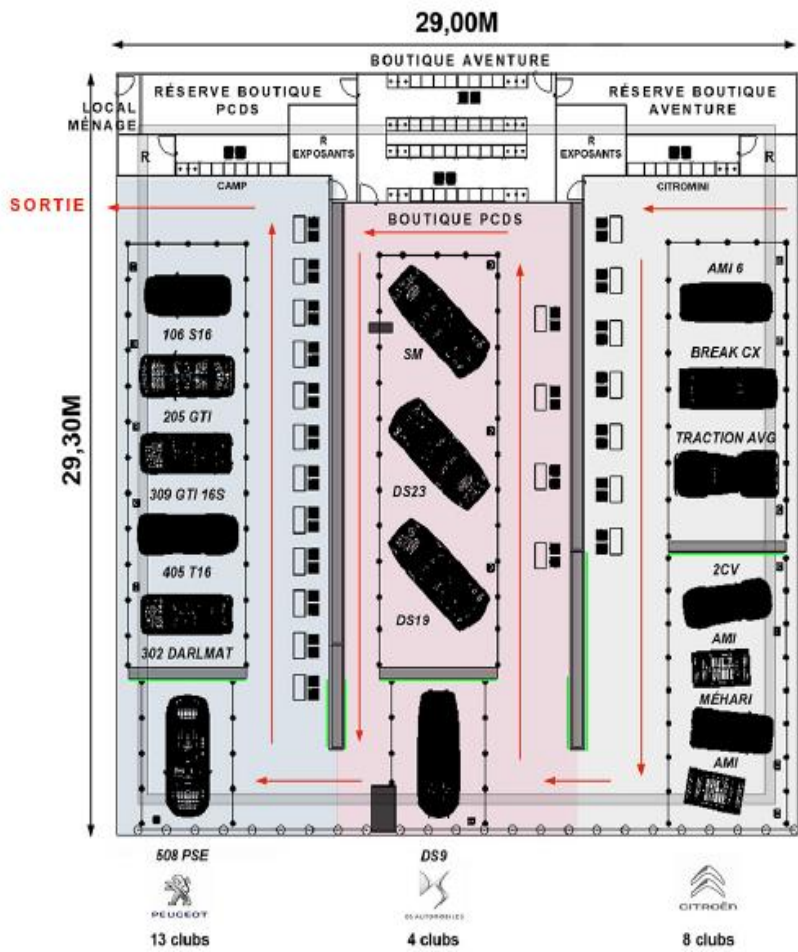 29,00M
BOUTIQUE AVENTURE
RÉSERVE BOUTIQUE
PCDS
RÉSERVE BOUTIQUE
AVENTURE
LOCAL
MÉNAGE
R
EXPOSANTS
R
EXPOSANTS
R
R
CAMP
CITROMINI
SORTIE
BOUTIQUE PCDS
29,30M
106 S16
205 GTI
309 GTI 16S
405 T16
302 DARLMAT
SM
DS23
DS19
AMI 6
BREAK CX
TRACTION AVG
2CV
AMI
MÉHARI
AMI
508 PSE
DS9
PEUGEOT
DS AUTOMOBILES
CITROËN
13 clubs
4 clubs
8 clubs